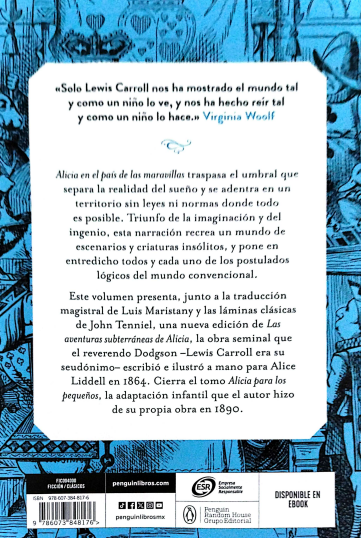 «Solo Lewis Carroll nos ha mostrado el mundo tal
y como un niño lo ve, y nos ha hecho reír tal
y como un niño lo hace.» Virginia Woolf
Alicia en el país de las maravillas traspasa el umbral que
separa la realidad del sueño y se adentra en un
territorio sin leyes ni normas donde todo
es posible. Triunfo de la imaginación y del
ingenio, esta narración recrea un mundo de
escenarios y criaturas insólitos, y pone en
entredicho todos y cada uno de los postulados
lógicos del mundo convencional.
Este volumen presenta, junto a la traducción
magistral de Luis Maristany y las láminas clásicas
de John Tenniel, una nueva edición de Las
aventuras subterráneas de Alicia, la obra seminal que
el reverendo Dodgson –Lewis Carroll era su
seudónimo– escribió e ilustró a mano para Alice
Liddell en 1864. Cierra el tomo Alicia para los
pequeños, la adaptación infantil que el autor hizo
de su propia obra en 1890.
FIC004000
FICCIÓN / CLÁSICOS
ISBN 978-607-384-817-6
9 786073 848176
penguinlibros.com
penguinlibrosmx
ESR
Empresa
Socialmente
Responsable
Penguin
Random House
Grupo Editorial
DISPONIBLE EN
EBOOK